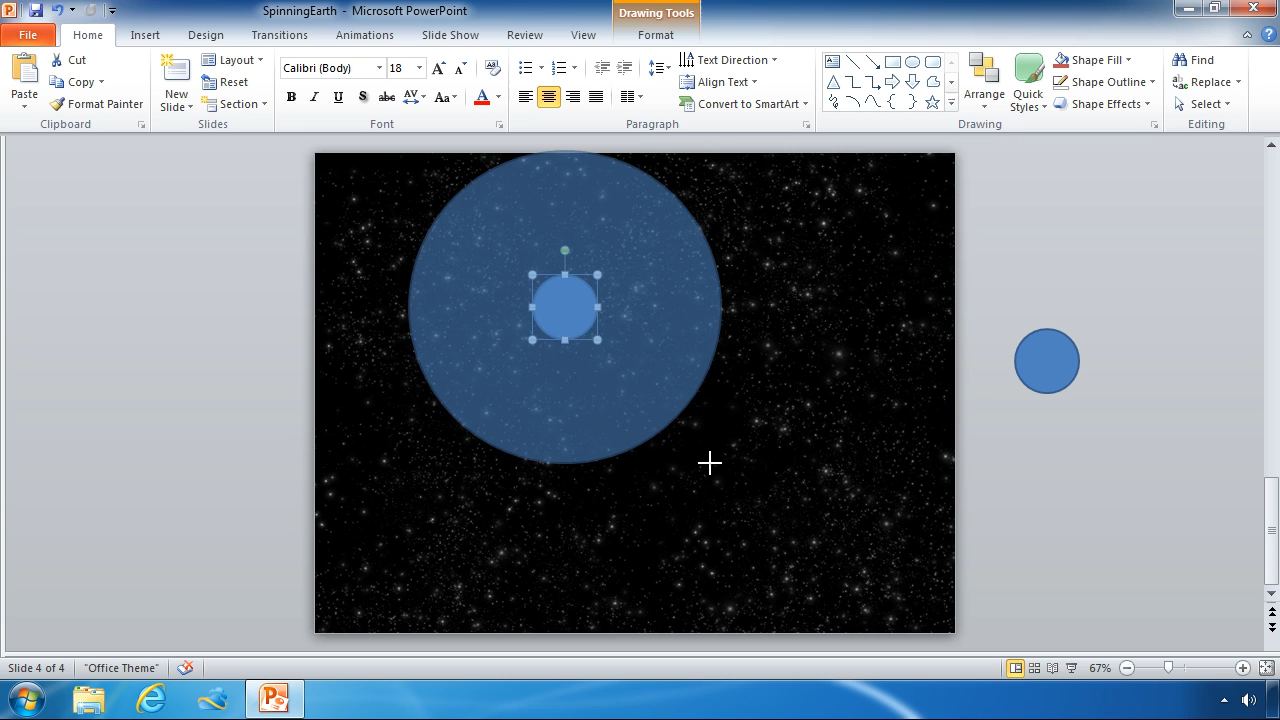 SpinningEarth - Microsoft PowerPoint
Drawing Tools
File Home Insert Design Transitions Animations Slide Show Review View Format
Paste
Cut
Copy
Format Painter
Clipboard
New Slide
Layout
Reset
Section
Slides
Calibri (Body) 18
B I U S abc AV Aa A
Font
Text Direction
Align Text
Convert to SmartArt
Paragraph
Arrange
Quick Styles
Shape Fill
Shape Outline
Shape Effects
Drawing
Find
Replace
Select
Editing
Slide 4 of 4 "Office Theme" 67%